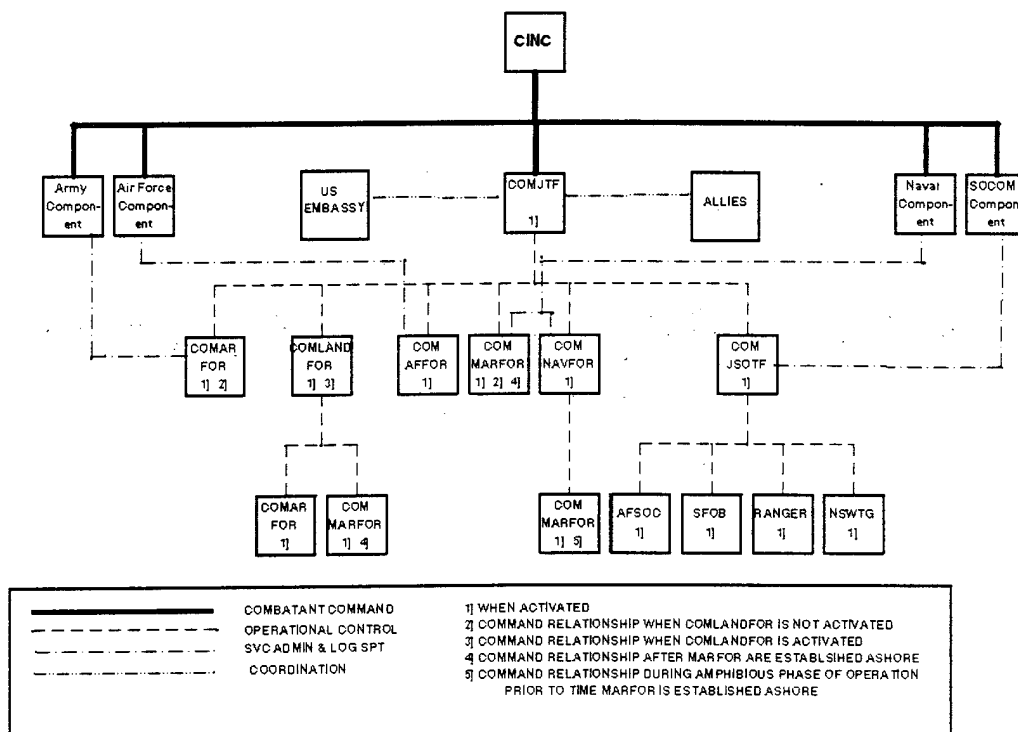 CINC
Army
Compon-
ent
Air Force
Compon-
ent
US
EMBASSY
COMJTF
1]
ALLIES
Naval
Compon-
ent
SOCOM
Compon-
ent
COMAR
FOR
1] 2]
COMLAND
FOR
1] 3]
COM
AFFOR
1]
COM
MARFOR
1] 2] 4]
COM
NAVFOR
1]
COM
JSOTF
1]
COMAR
FOR
1]
COM
MARFOR
1] 4]
COM
MARFOR
1] 5]
AFSOC
1]
SFOB
1]
RANGER
1]
NSWTG
1]
COMBATANT COMMAND
OPERATIONAL CONTROL
SVC ADMIN & LOG SPT
COORDINATION
1] WHEN ACTIVATED
2] COMMAND RELATIONSHIP WHEN COMLANDFOR IS NOT ACTIVATED
3] COMMAND RELATIONSHIP WHEN COMLANDFOR IS ACTIVATED
4] COMMAND RELATIONSHIP AFTER MARFOR ARE ESTABLSIHED ASHORE
5] COMMAND RELATIONSHIP DURING AMPHIBIOUS PHASE OF OPERATION
PRIOR TO TIME MARFOR IS ESTABLISHED ASHORE